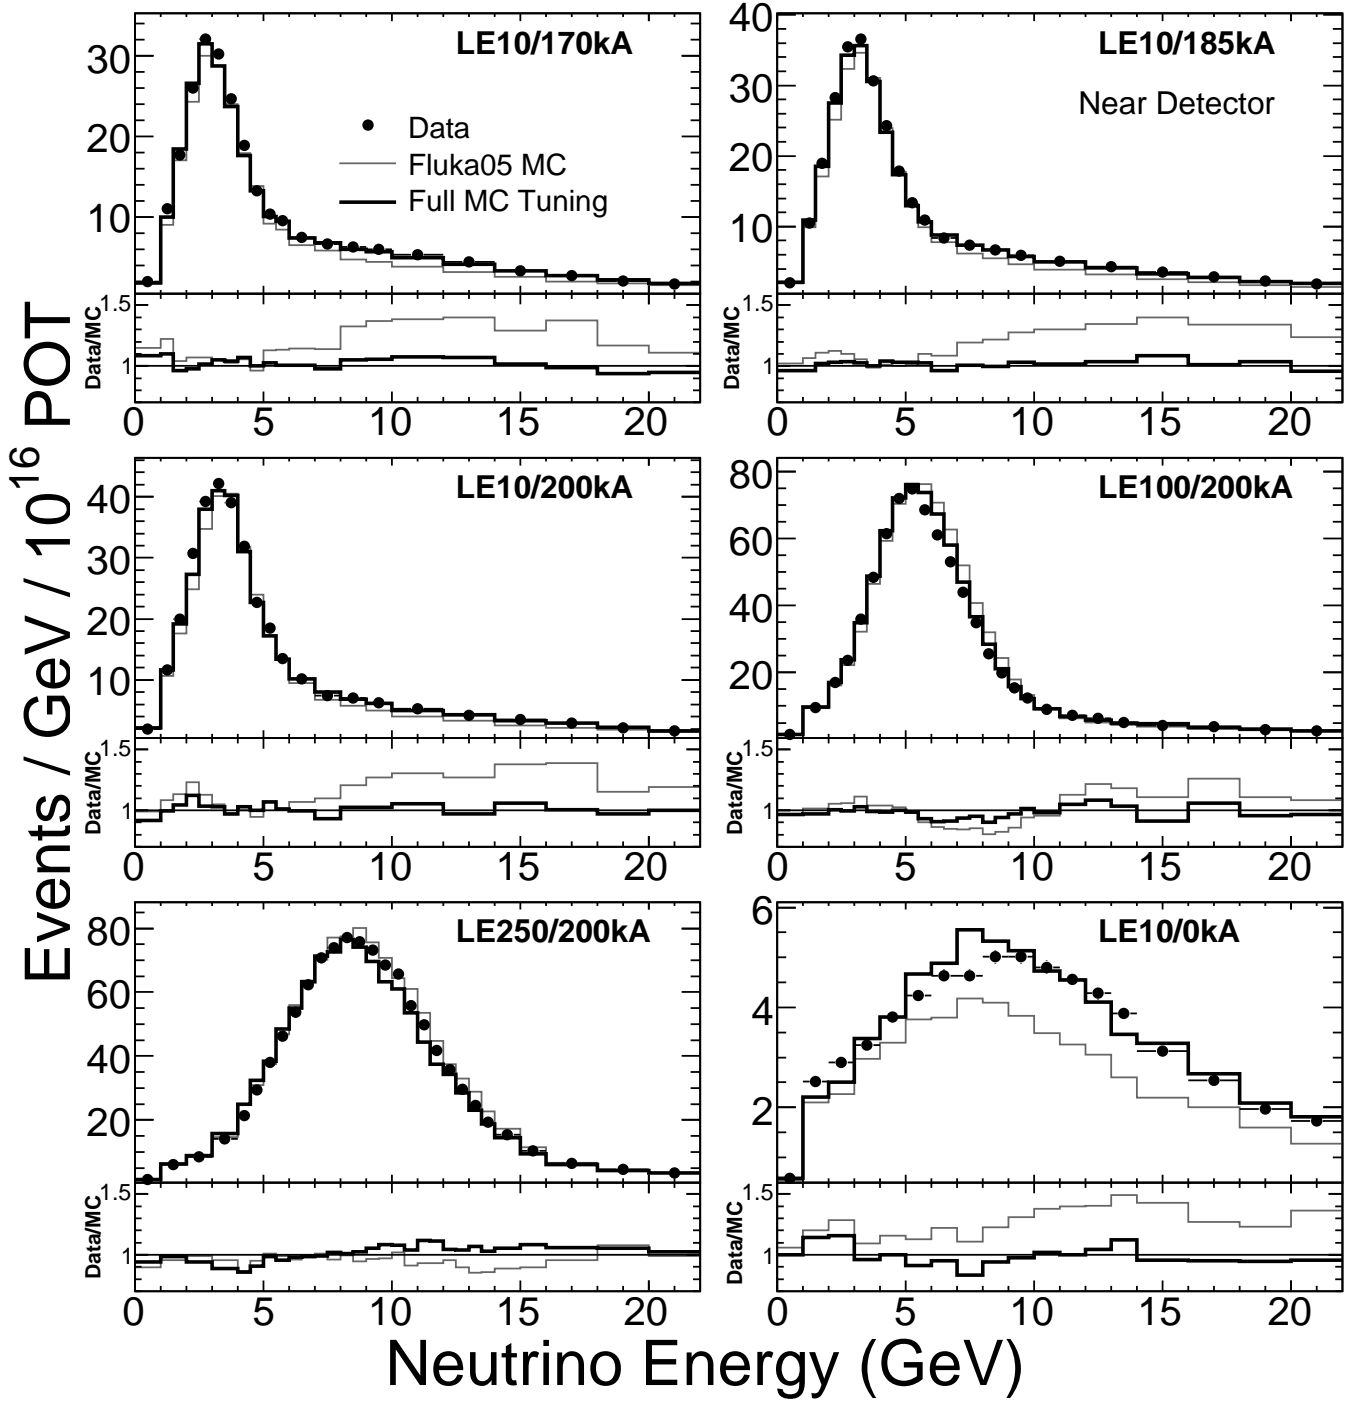 Events / GeV / 10^16 POT
LE10/170kA
30
20
10
Data
Fluka05 MC
Full MC Tuning
Data/MC
1.5
1
0 5 10 15 20
LE10/185kA
Near Detector
40
30
20
10
Data/MC
1.5
1
0 5 10 15 20
LE10/200kA
40
30
20
10
Data/MC
1.5
1
0 5 10 15 20
LE100/200kA
80
60
40
20
Data/MC
1.5
1
0 5 10 15 20
LE250/200kA
80
60
40
20
Data/MC
1.5
1
0 5 10 15 20
LE10/0kA
6
4
2
Data/MC
1.5
1
0 5 10 15 20
Neutrino Energy (GeV)